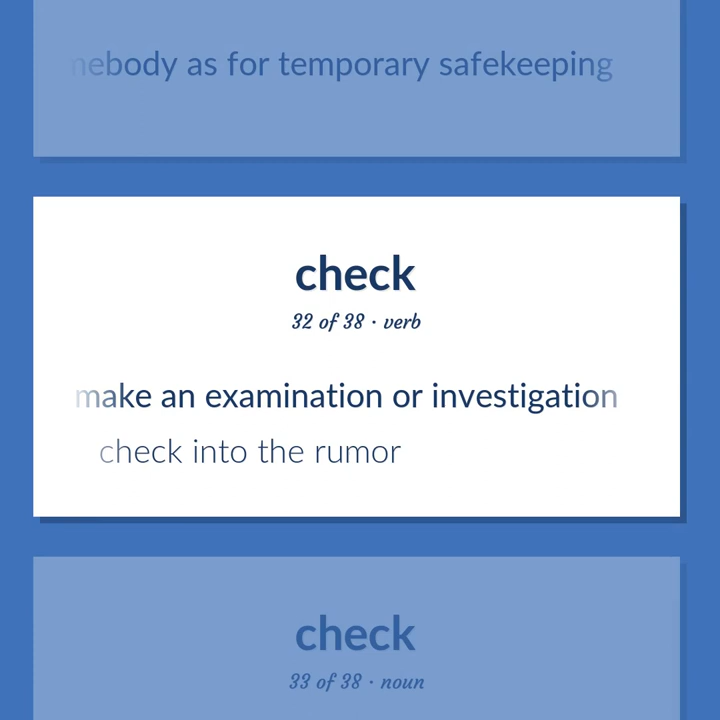 as for temporary safekeeping
check
32 of 38 · verb
make an examination or investigation
check into the rumor
check
33 of 38 · noun